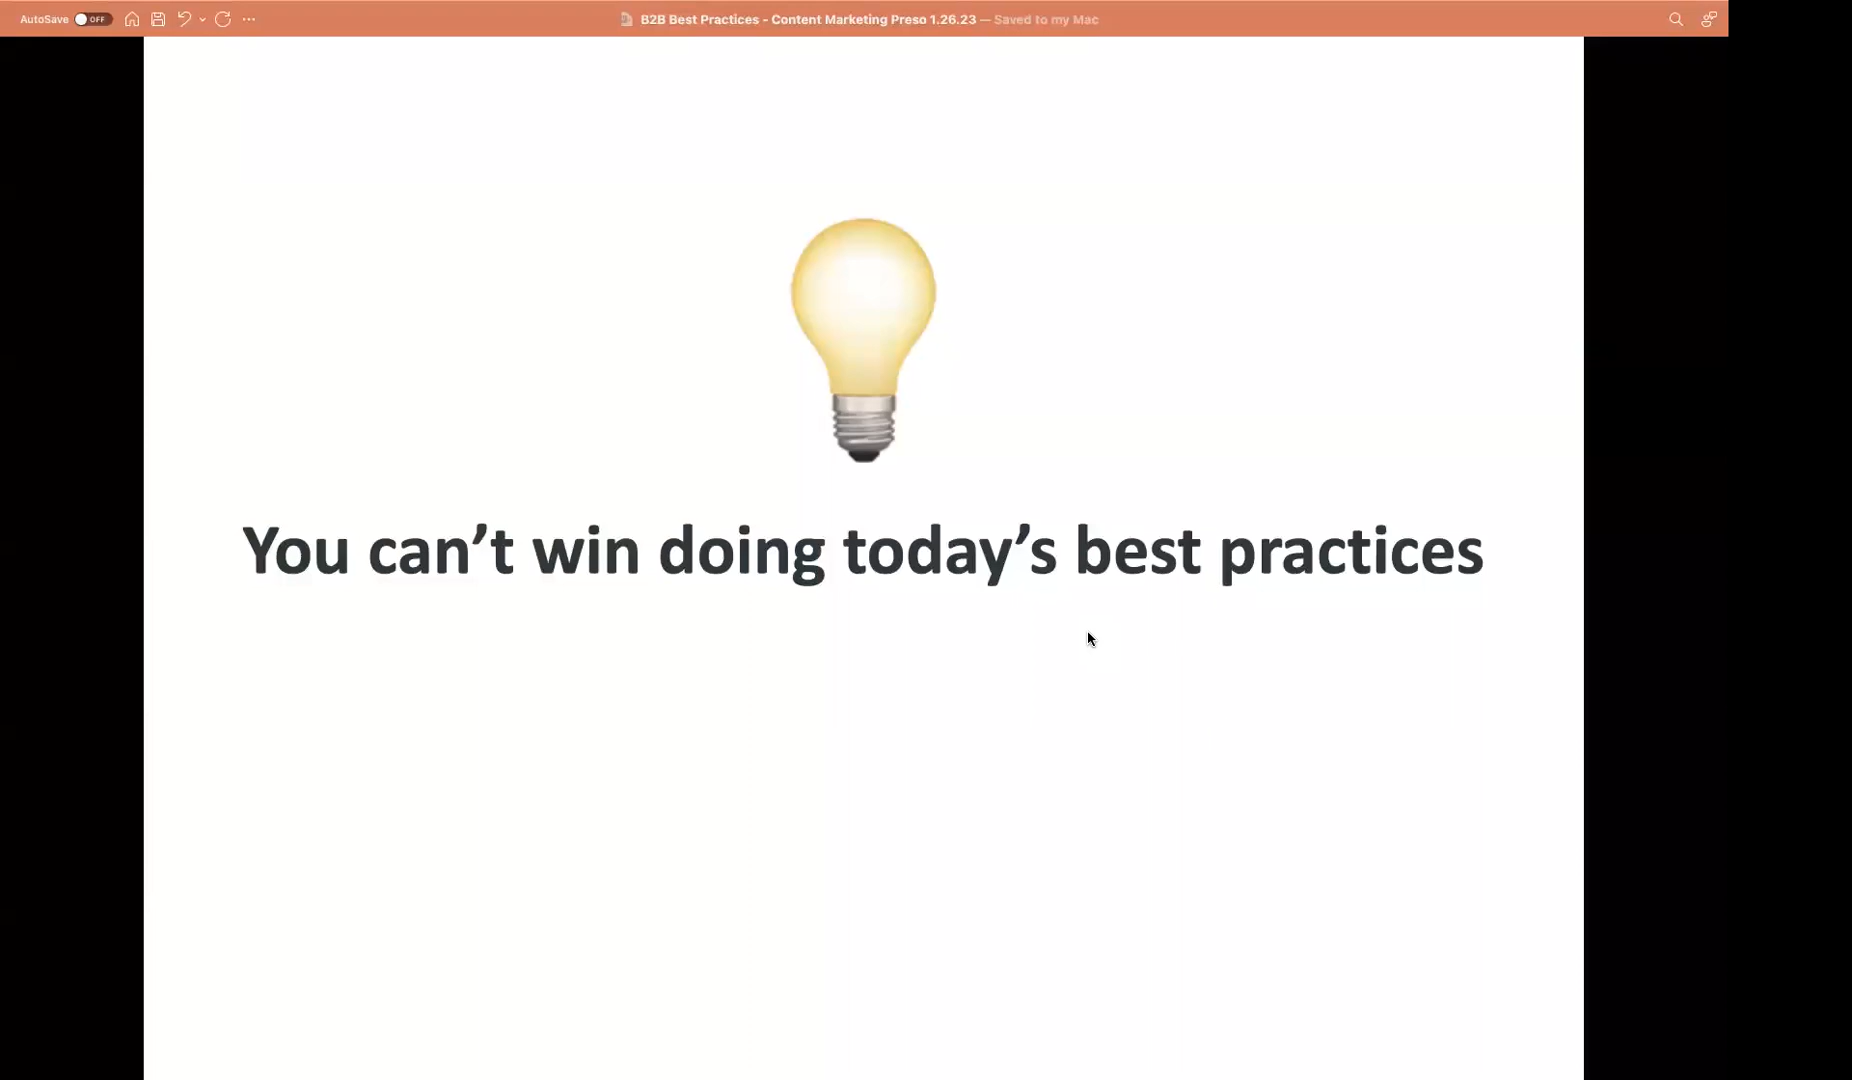 AutoSave OFF B2B Best Practices - Content Marketing Preso 1.26.23 — Saved to my Mac
You can’t win doing today’s best practices